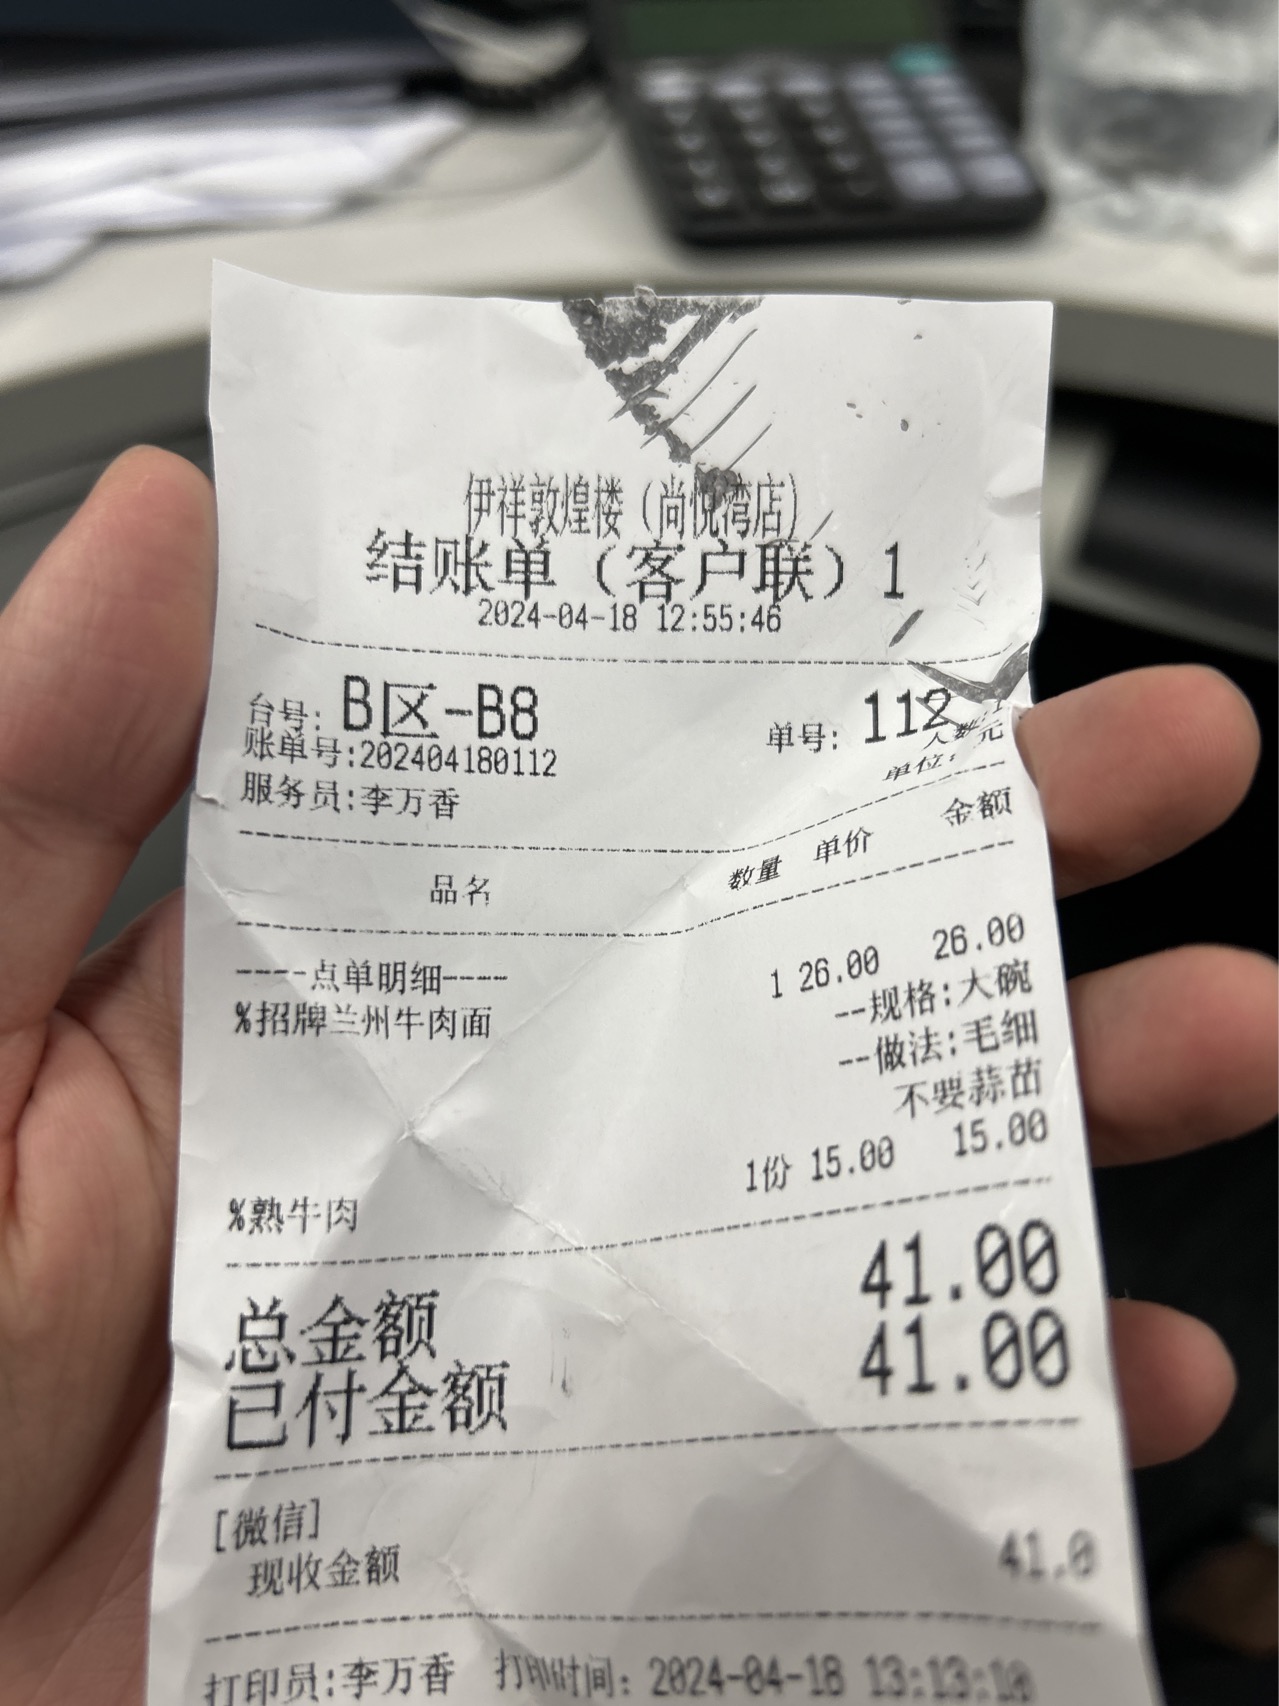 伊祥敦煌楼（尚悦湾店）
结账单（客户联）1
2024-04-18 12:55:46
台号: B区-B8 单号: 112
人数:1
账单号:202404180112
单位: 元
服务员:李万香
品名 数量 单价 金额
----点单明细----
%招牌兰州牛肉面 1 26.00 26.00
--规格:大碗
--做法:毛细
不要蒜苗
%熟牛肉 1份 15.00 15.00
总金额 41.00
已付金额 41.00
[微信]
现收金额 41.0
打印员:李万香 打印时间: 2024-04-18 13:13:10